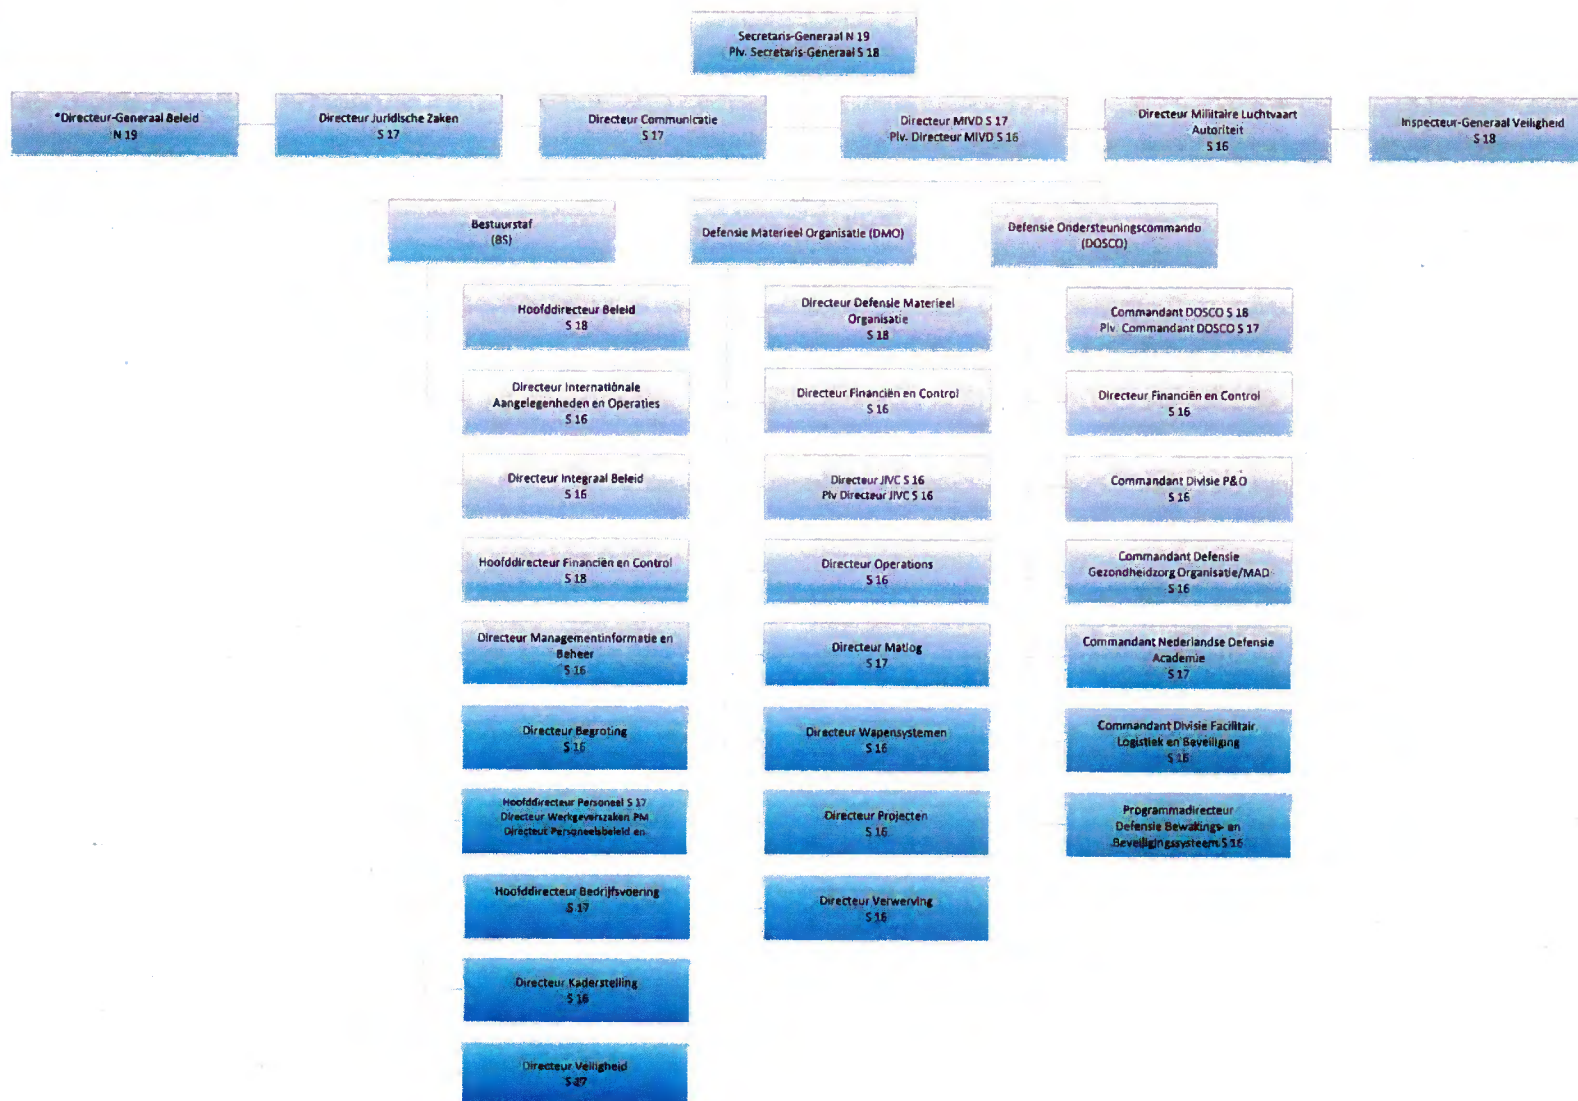 Secretaris-Generaal N 19
Plv. Secretaris-Generaal S 18
*Directeur-Generaal Beleid
N 19
Directeur Juridische Zaken
S 17
Directeur Communicatie
S 17
Directeur MIVD S 17
Plv. Directeur MIVD S 16
Directeur Militaire Luchtvaart
Autoriteit
S 16
Inspecteur-Generaal Veiligheid
S 18
Bestuurstaf
(BS)
Defensie Materieel Organisatie (DMO)
Defensie Ondersteuningscommando
(DOSCO)
Hoofddirecteur Beleid
S 18
Directeur Internationale
Aangelegenheden en Operaties
S 16
Directeur Integraal Beleid
S 16
Hoofddirecteur Financiën en Control
S 18
Directeur Managementinformatie en
Beheer
S 16
Directeur Begroting
S 16
Hoofddirecteur Personeel S 17
Directeur Werkgeverszaken PM
Directeur Personeelsbeleid en
Hoofddirecteur Bedrijfsvoering
S 17
Directeur Kaderstelling
S 16
Directeur Veiligheid
S 17
Directeur Defensie Materieel
Organisatie
S 18
Directeur Financiën en Control
S 16
Directeur JIVC S 16
Plv Directeur JIVC S 16
Directeur Operations
S 16
Directeur Matlog
S 17
Directeur Wapensystemen
S 16
Directeur Projecten
S 16
Directeur Verwerving
S 16
Commandant DOSCO S 18
Plv. Commandant DOSCO S 17
Directeur Financiën en Control
S 16
Commandant Divisie P&O
S 16
Commandant Defensie
Gezondheidzorg Organisatie/MAD
S 16
Commandant Nederlandse Defensie
Academie
S 17
Commandant Divisie Facilitair,
Logistiek en Beveiliging
S 16
Programmadirecteur
Defensie Bewakings- en
Beveiligingssysteem S 16